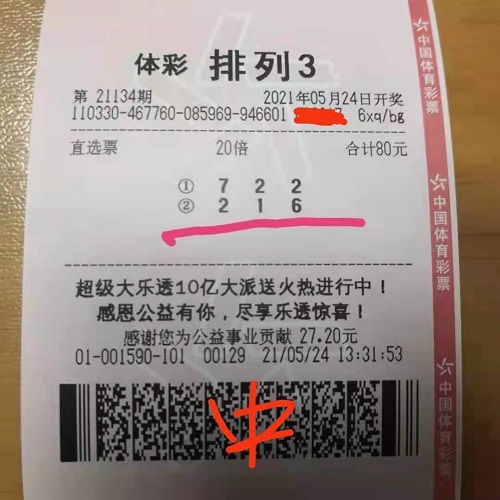 体彩 排列3
第 21134期 2021年05月24日开奖
110330-467760-085969-946601 6xq/bg
直选票 20倍 合计80元
① 7 2 2
② 2 1 6
超级大乐透10亿大派送火热进行中！
感恩公益有你，尽享乐透惊喜！
感谢您为公益事业贡献 27.20元
01-001590-101 00129 21/05/24 13:31:53
中
中国体育彩票
中国体育彩票
中国体育彩票